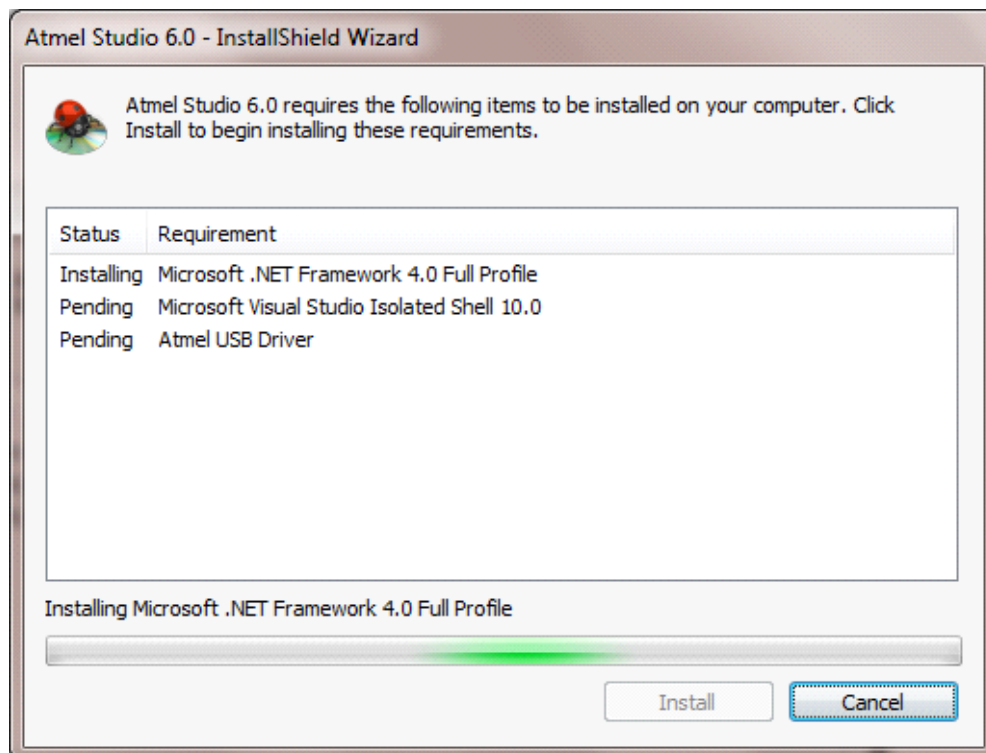 Atmel Studio 6.0 - InstallShield Wizard
Atmel Studio 6.0 requires the following items to be installed on your computer. Click
Install to begin installing these requirements.
Status Requirement
Installing Microsoft .NET Framework 4.0 Full Profile
Pending Microsoft Visual Studio Isolated Shell 10.0
Pending Atmel USB Driver
Installing Microsoft .NET Framework 4.0 Full Profile
Install Cancel